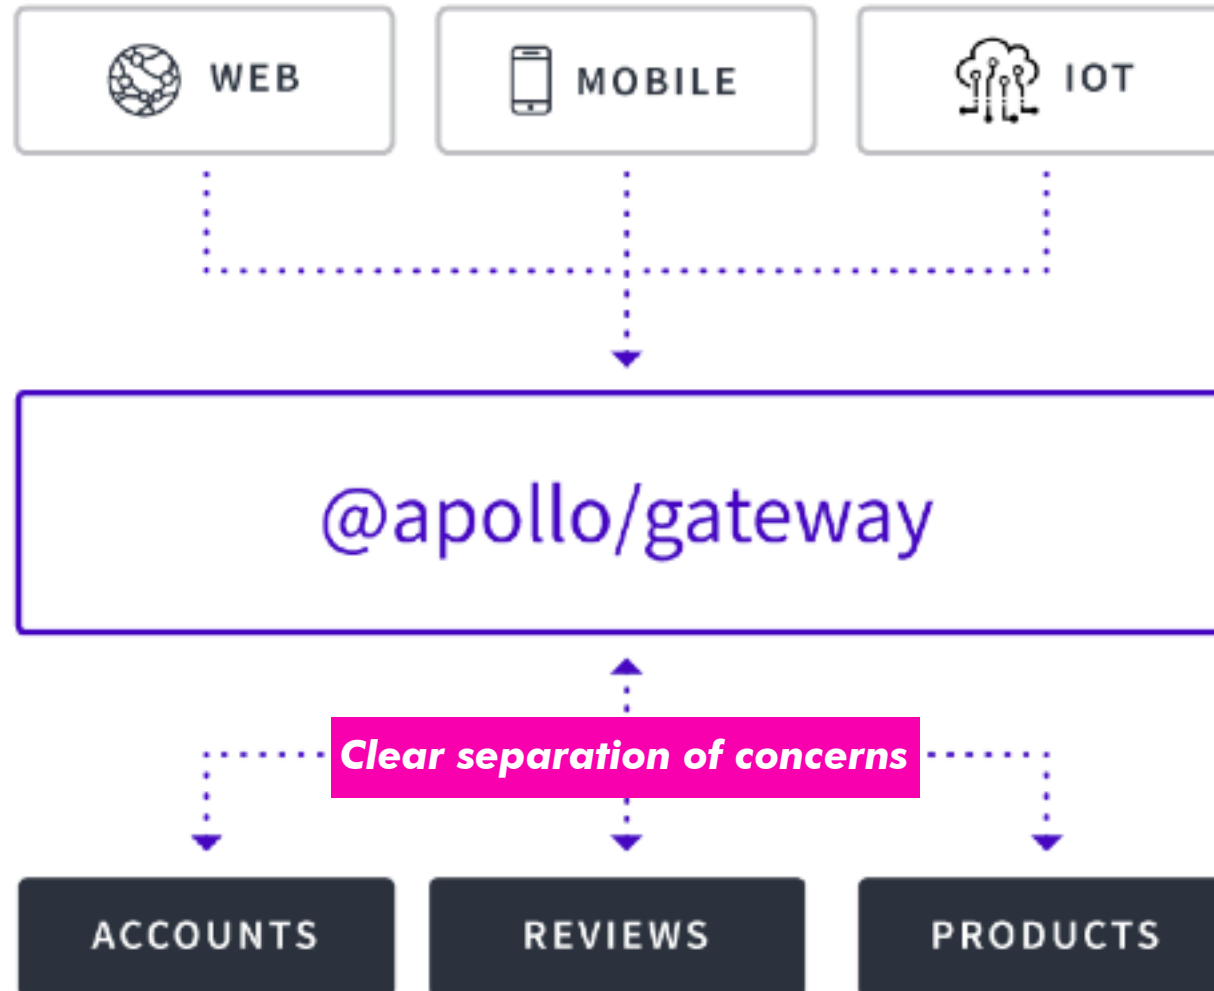 WEB
MOBILE
IOT
@apollo/gateway
Clear separation of concerns
ACCOUNTS
REVIEWS
PRODUCTS